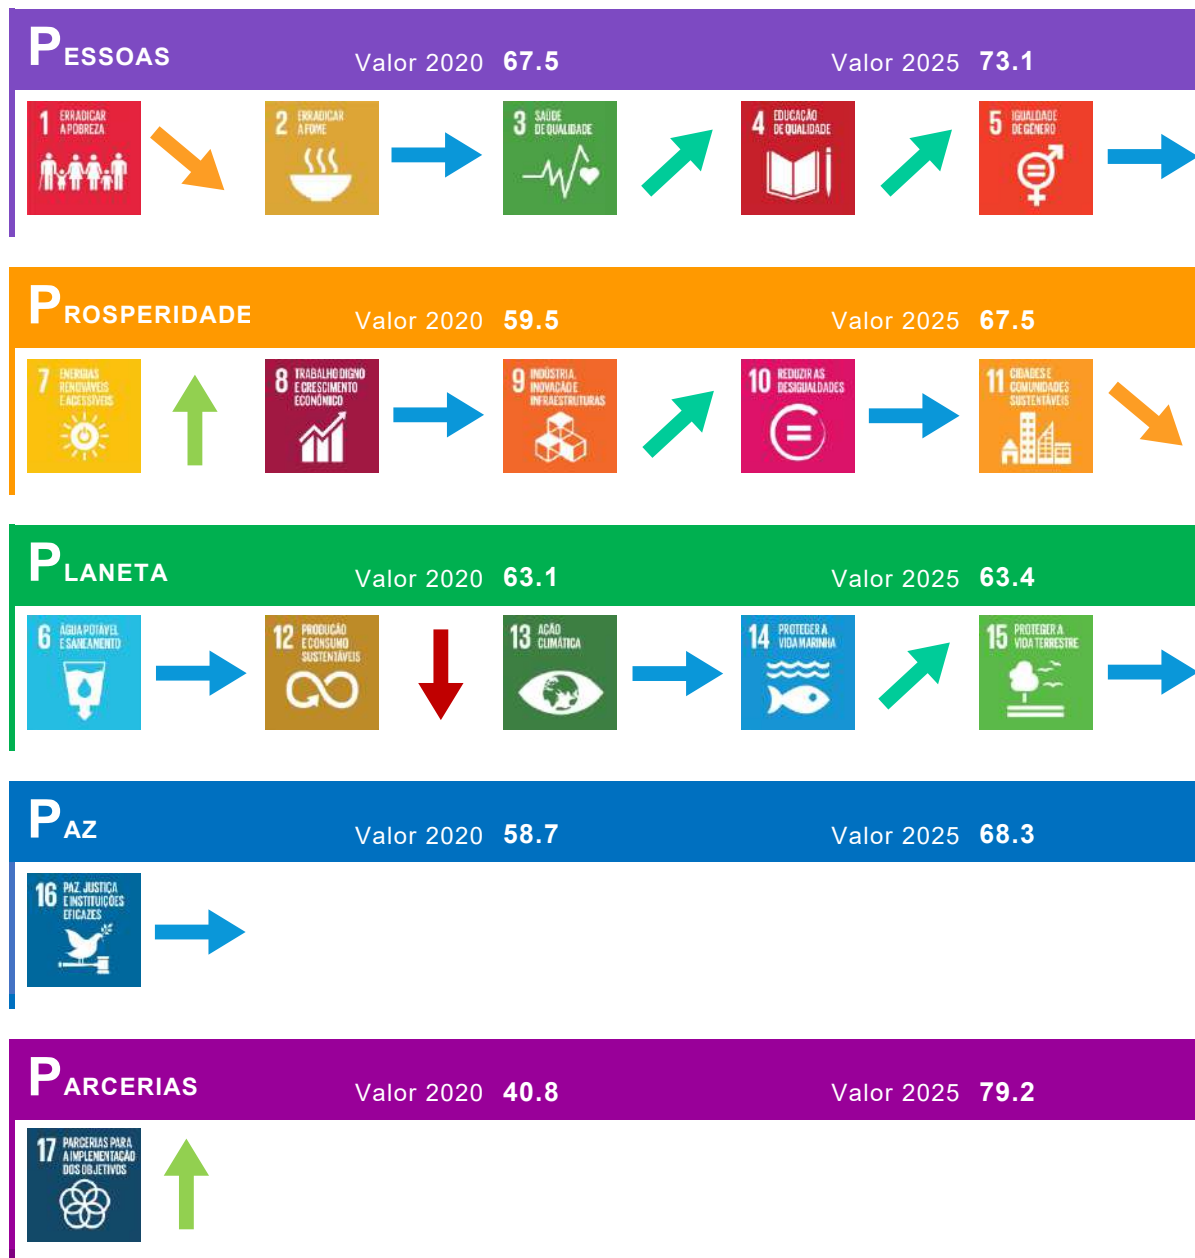 PESSOAS Valor 2020 67.5 Valor 2025 73.1
1 ERRADICAR
A POBREZA
2 ERRADICAR
A FOME
3 SAÚDE
DE QUALIDADE
4 EDUCAÇÃO
DE QUALIDADE
5 IGUALDADE
DE GÉNERO
PROSPERIDADE Valor 2020 59.5 Valor 2025 67.5
7 ENERGIAS
RENOVÁVEIS
E ACESSÍVEIS
8 TRABALHO DIGNO
E CRESCIMENTO
ECONÓMICO
9 INDÚSTRIA,
INOVAÇÃO E
INFRAESTRUTURAS
10 REDUZIR AS
DESIGUALDADES
11 CIDADES E
COMUNIDADES
SUSTENTÁVEIS
PLANETA Valor 2020 63.1 Valor 2025 63.4
6 ÁGUA POTÁVEL
E SANEAMENTO
12 PRODUÇÃO
E CONSUMO
SUSTENTÁVEIS
13 AÇÃO
CLIMÁTICA
14 PROTEGER A
VIDA MARINHA
15 PROTEGER A
VIDA TERRESTRE
PAZ Valor 2020 58.7 Valor 2025 68.3
16 PAZ, JUSTIÇA
E INSTITUIÇÕES
EFICAZES
PARCERIAS Valor 2020 40.8 Valor 2025 79.2
17 PARCERIAS PARA
A IMPLEMENTAÇÃO
DOS OBJETIVOS